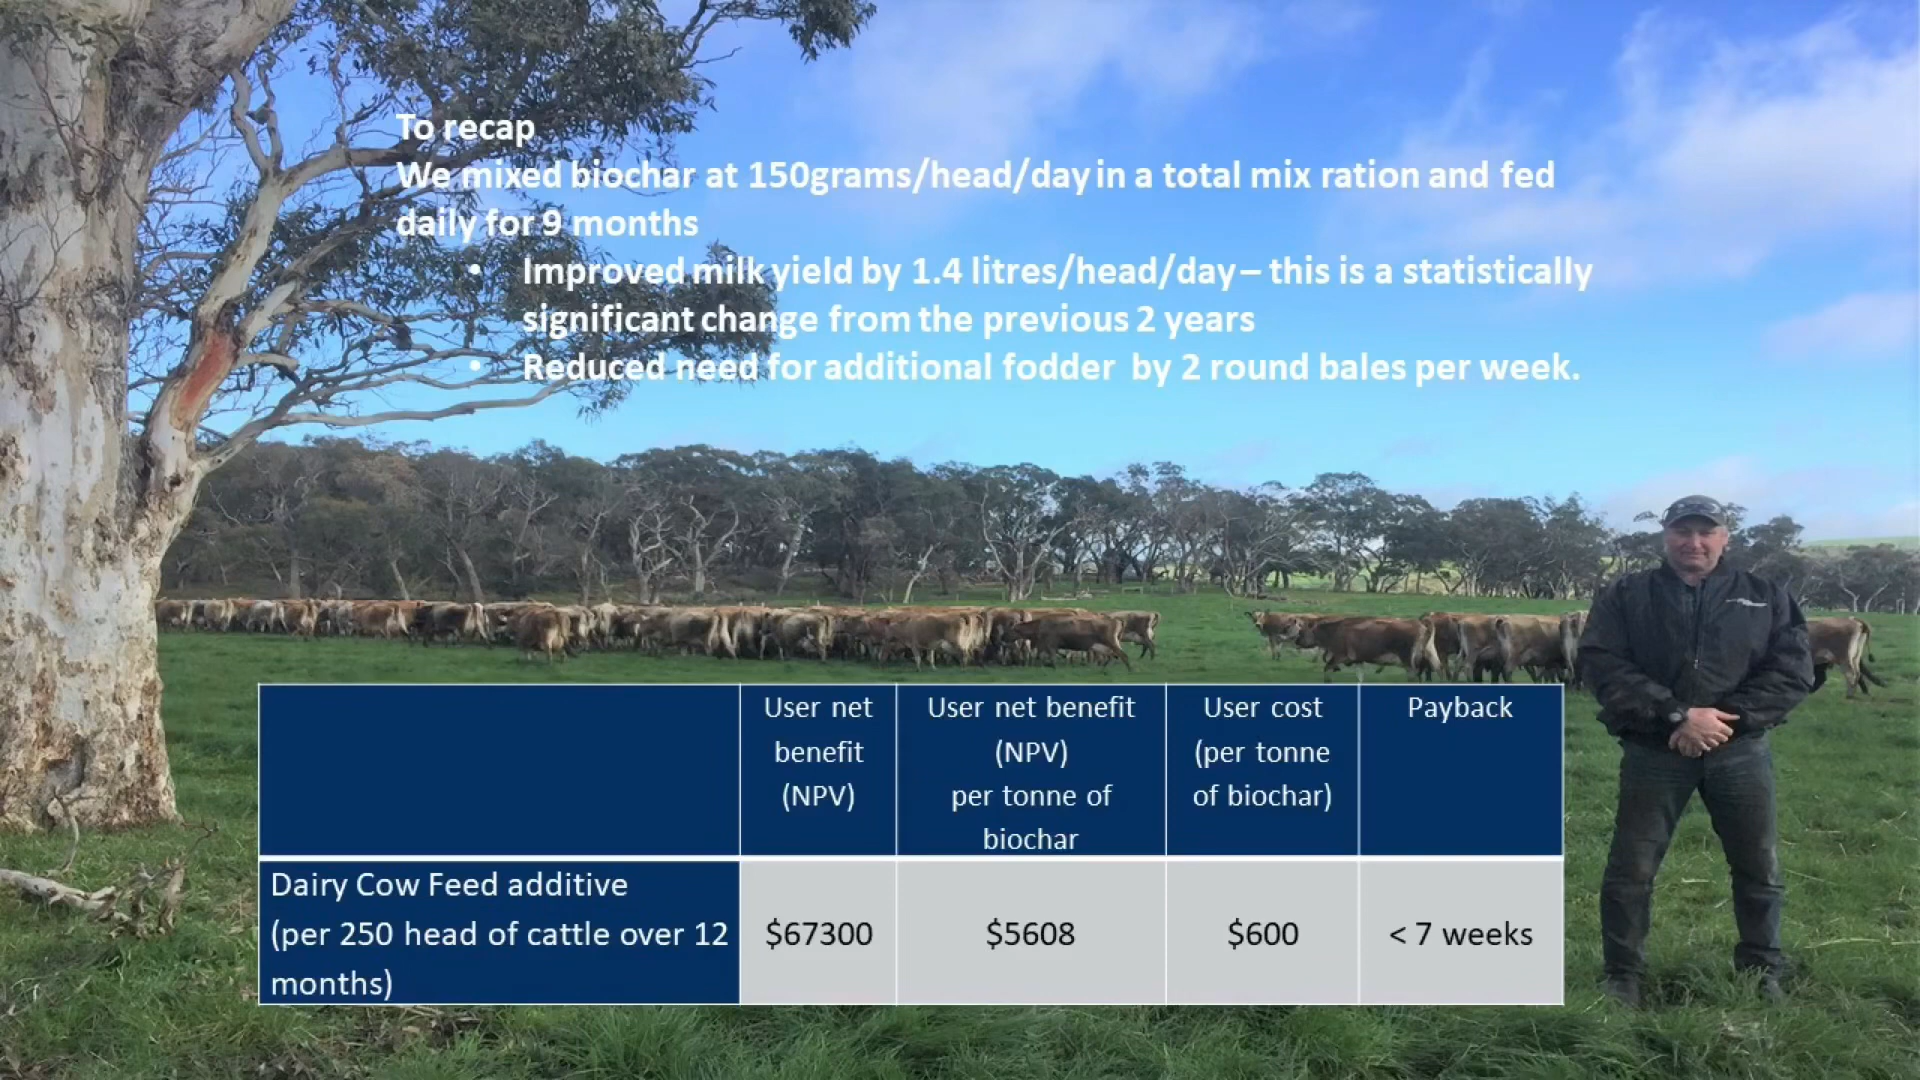 To recap
We mixed biochar at 150grams/head/day in a total mix ration and fed
daily for 9 months
• Improved milk yield by 1.4 litres/head/day – this is a statistically
significant change from the previous 2 years
• Reduced need for additional fodder by 2 round bales per week.
User net
benefit
(NPV)
User net benefit
(NPV)
per tonne of
biochar
User cost
(per tonne
of biochar)
Payback
Dairy Cow Feed additive
(per 250 head of cattle over 12
months)
$67300
$5608
$600
< 7 weeks